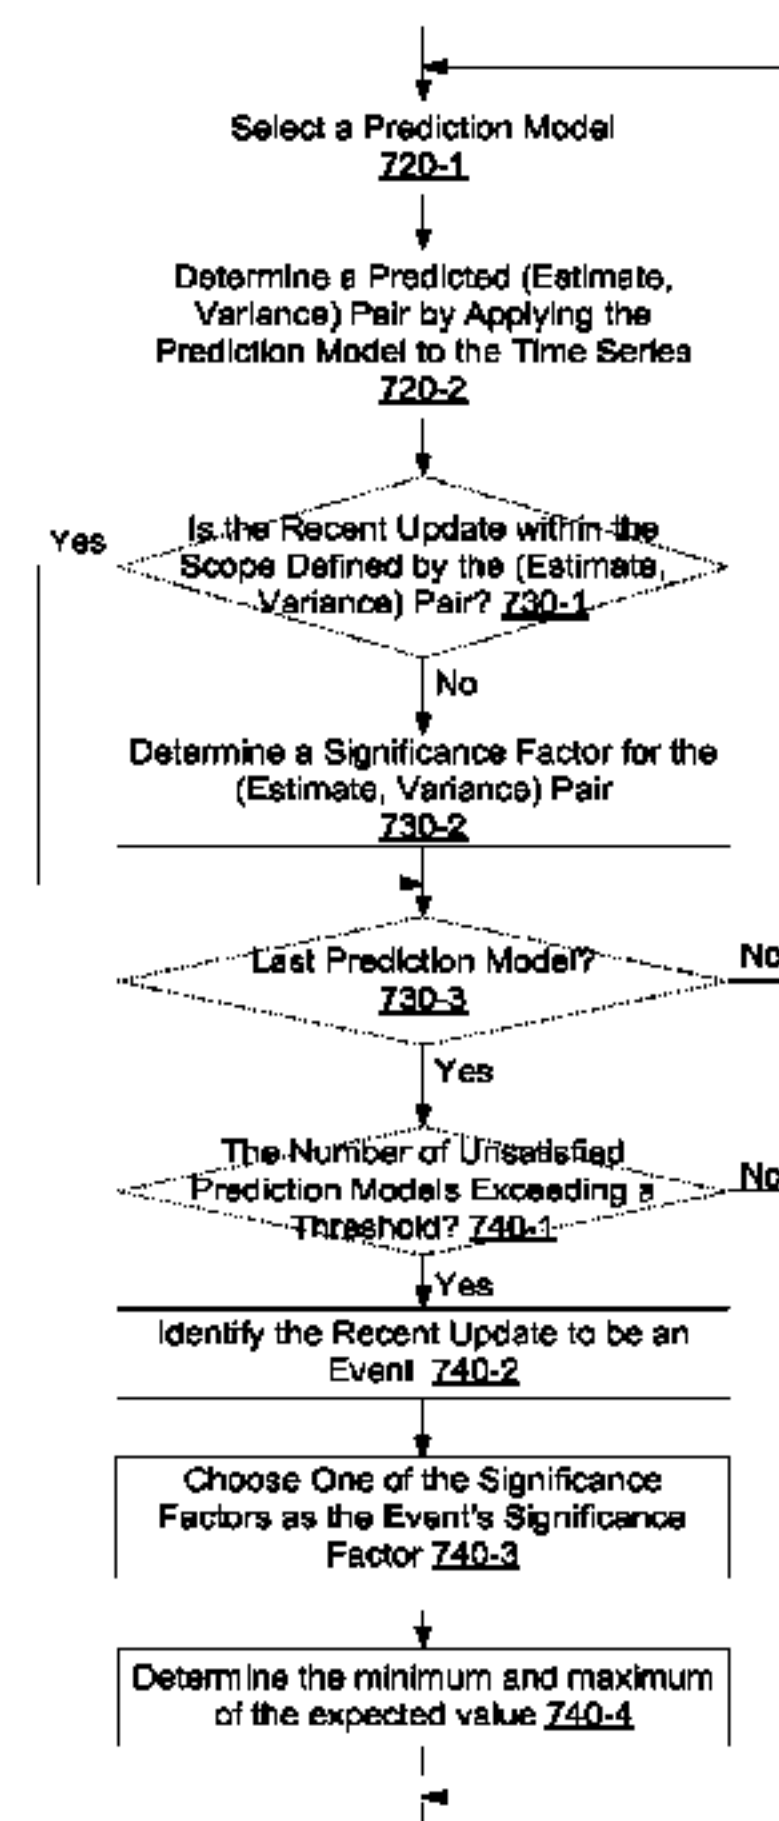 Select a Prediction Model
720-1
Determine a Predicted (Estimate,
Variance) Pair by Applying the
Prediction Model to the Time Series
720-2
Yes
Is the Recent Update within the
Scope Defined by the (Estimate,
Variance) Pair? 730-1
No
Determine a Significance Factor for the
(Estimate, Variance) Pair
730-2
Last Prediction Model?
730-3
No
Yes
The Number of Unsatisfied
Prediction Models Exceeding a
Threshold? 740-1
No
Yes
Identify the Recent Update to be an
Event 740-2
Choose One of the Significance
Factors as the Event's Significance
Factor 740-3
Determine the minimum and maximum
of the expected value 740-4